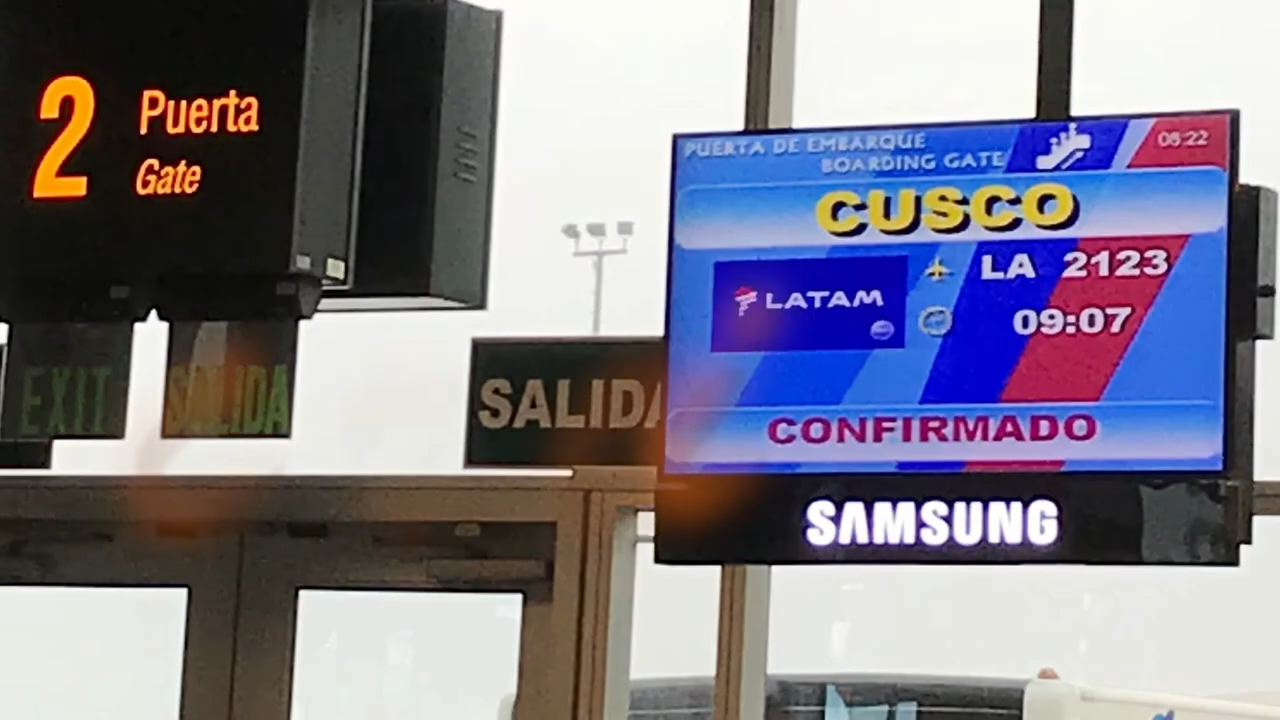 2 Puerta
Gate
EXIT
SALIDA
SALIDA
PUERTA DE EMBARQUE
BOARDING GATE
08:22
CUSCO
LATAM
LA 2123
09:07
CONFIRMADO
SAMSUNG